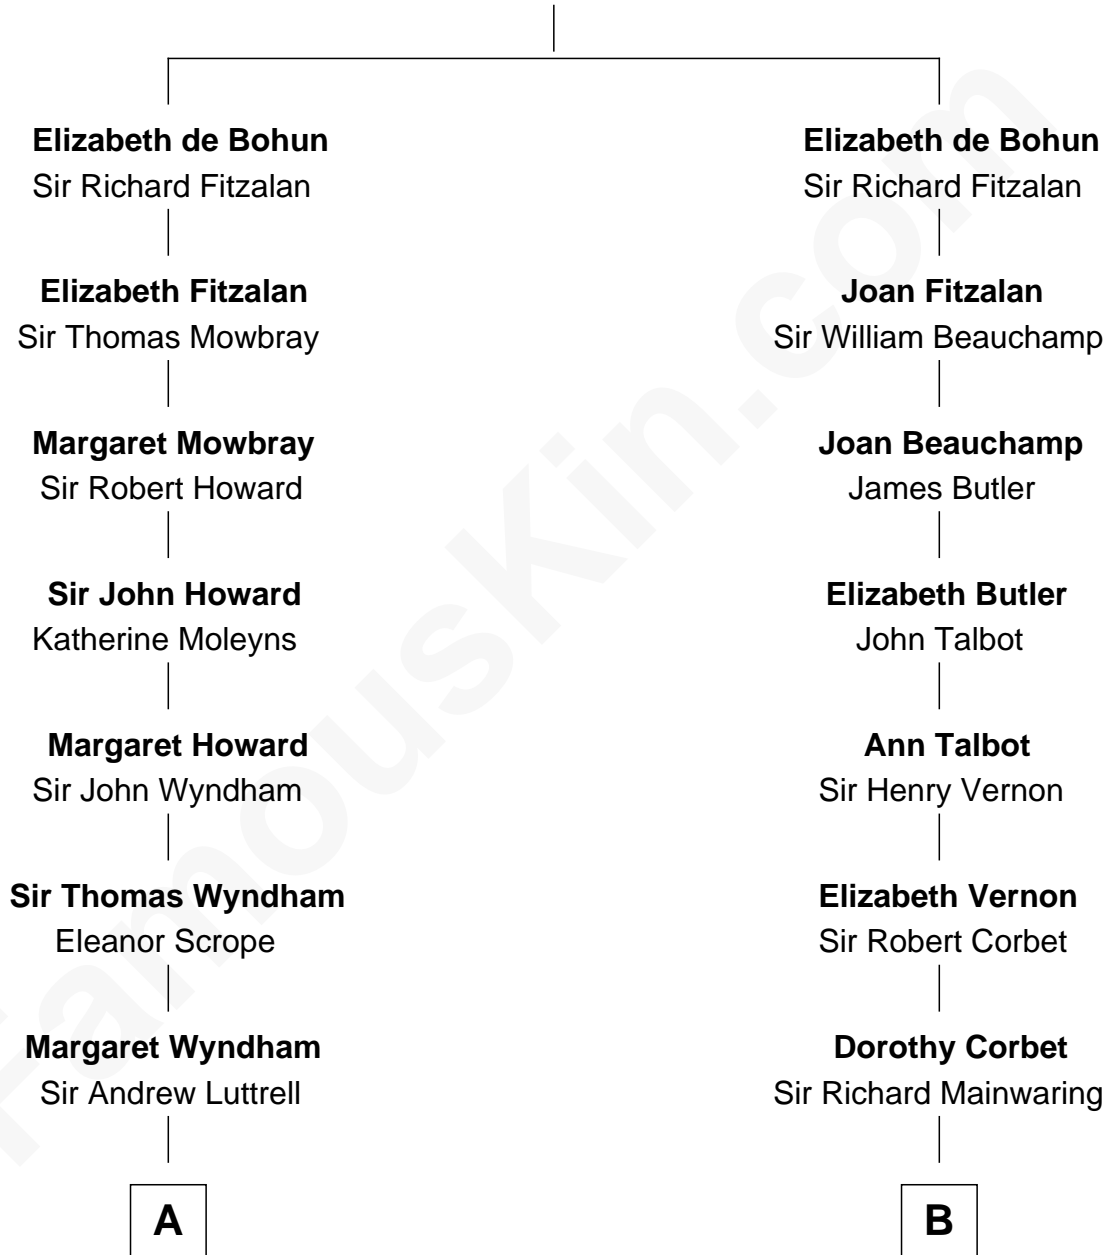 Elizabeth de Bohun
Sir Richard Fitzalan
Elizabeth Fitzalan
Sir Thomas Mowbray
Margaret Mowbray
Sir Robert Howard
Sir John Howard
Katherine Moleyns
Margaret Howard
Sir John Wyndham
Sir Thomas Wyndham
Eleanor Scrope
Margaret Wyndham
Sir Andrew Luttrell
A
Elizabeth de Bohun
Sir Richard Fitzalan
Joan Fitzalan
Sir William Beauchamp
Joan Beauchamp
James Butler
Elizabeth Butler
John Talbot
Ann Talbot
Sir Henry Vernon
Elizabeth Vernon
Sir Robert Corbet
Dorothy Corbet
Sir Richard Mainwaring
B
FamousKin.com